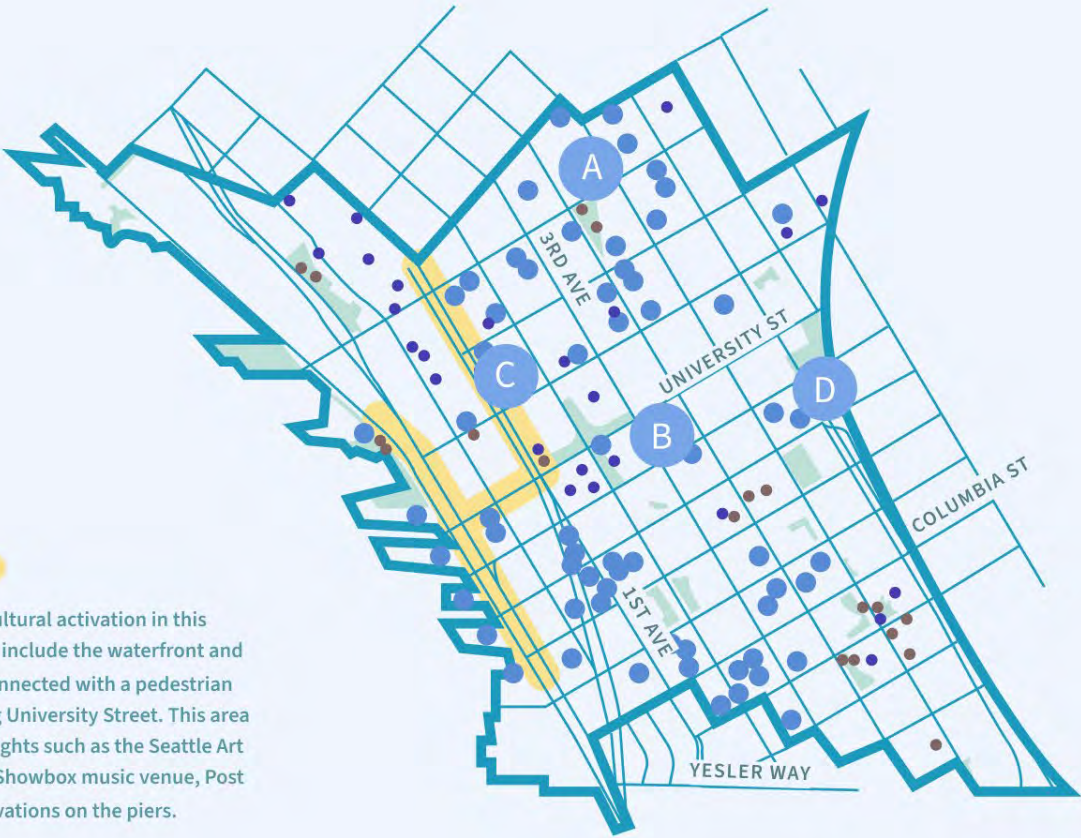 A
3RD AVE
UNIVERSITY ST
C
D
B
COLUMBIA ST
1ST AVE
YESLER WAY
ultural activation in this
include the waterfront and
nnected with a pedestrian
University Street. This area
ghts such as the Seattle Art
Showbox music venue, Post
vations on the piers.